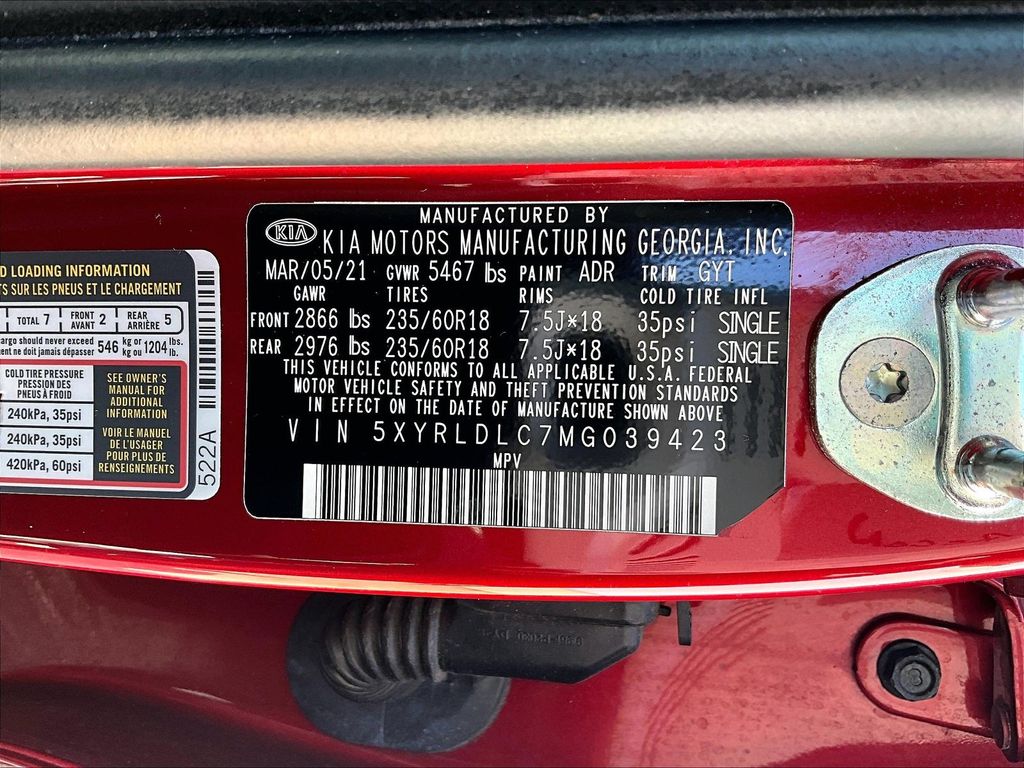 MANUFACTURED BY
KIA KIA MOTORS MANUFACTURING GEORGIA, INC.
MAR/05/21 GVWR 5467 lbs PAINT ADR TRIM GYT
GAWR TIRES RIMS COLD TIRE INFL
FRONT 2866 lbs 235/60R18 7.5J×18 35psi SINGLE
REAR 2976 lbs 235/60R18 7.5J×18 35psi SINGLE
THIS VEHICLE CONFORMS TO ALL APPLICABLE U.S.A. FEDERAL
MOTOR VEHICLE SAFETY AND THEFT PREVENTION STANDARDS
IN EFFECT ON THE DATE OF MANUFACTURE SHOWN ABOVE
VIN 5XYRLDLC7MG039423
MPV
LOADING INFORMATION
SUR LES PNEUS ET LE CHARGEMENT
TOTAL 7 FRONT AVANT 2 REAR ARRIÈRE 5
should never exceed 546 kg or 1204 lbs.
ne doit jamais dépasser kg ou lb.
COLD TIRE PRESSURE
PRESSION DES
PNEUS À FROID
240kPa, 35psi
240kPa, 35psi
420kPa, 60psi
SEE OWNER'S
MANUAL FOR
ADDITIONAL
INFORMATION
VOIR LE MANUEL
DE L'USAGER
POUR PLUS DE
RENSEIGNEMENTS
522A